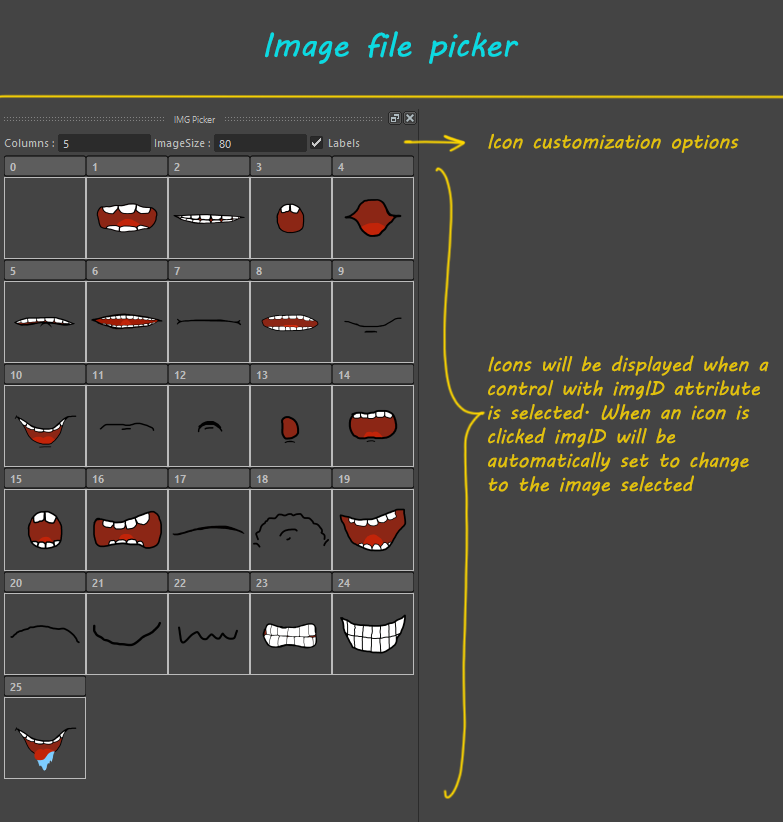 Image file picker
IMG Picker
Columns : 5 ImageSize : 80 Labels
Icon customization options
0 1 2 3 4
5 6 7 8 9
Icons will be displayed when a
control with imgID attribute
is selected. When an icon is
clicked imgID will be
automatically set to change
to the image selected
10 11 12 13 14
15 16 17 18 19
20 21 22 23 24
25